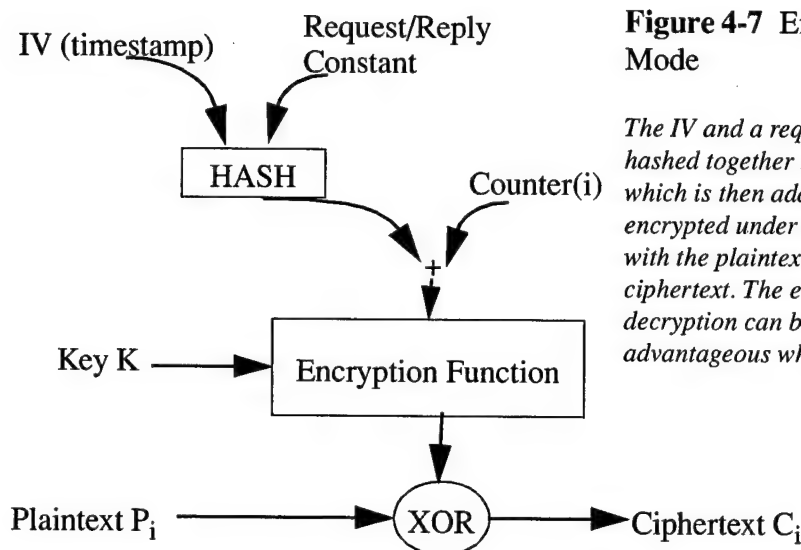 IV (timestamp)
Request/Reply
Constant
HASH
Counter(i)
+
Key K
Encryption Function
Plaintext Pi
XOR
Ciphertext Ci
Figure 4-7
Mode
The IV and a req
hashed together
which is then add
encrypted under
with the plaintex
ciphertext. The e
decryption can b
advantageous wh